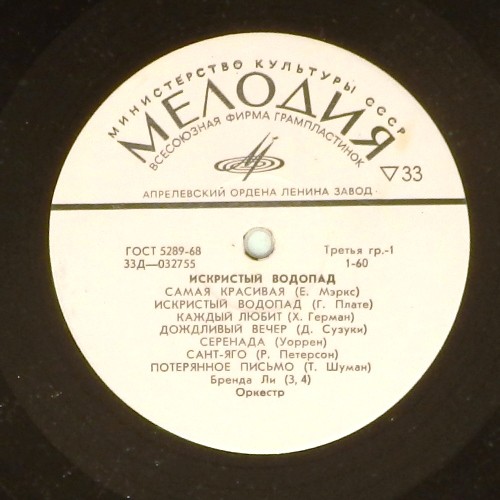 МИНИСТЕРСТВО КУЛЬТУРЫ СССР
МЕЛОДИЯ
ВСЕСОЮЗНАЯ ФИРМА ГРАМПЛАСТИНОК
▽33
АПРЕЛЕВСКИЙ ОРДЕНА ЛЕНИНА ЗАВОД
ГОСТ 5289-68 Третья гр.-1
33Д—032755 1-60
ИСКРИСТЫЙ ВОДОПАД
САМАЯ КРАСИВАЯ (Е. Мэркс)
ИСКРИСТЫЙ ВОДОПАД (Г. Плате)
КАЖДЫЙ ЛЮБИТ (Х. Герман)
ДОЖДЛИВЫЙ ВЕЧЕР (Д. Сузуки)
СЕРЕНАДА (Уоррен)
САНТ-ЯГО (Р. Петерсон)
ПОТЕРЯННОЕ ПИСЬМО (Т. Шуман)
Бренда Ли (3, 4)
Оркестр